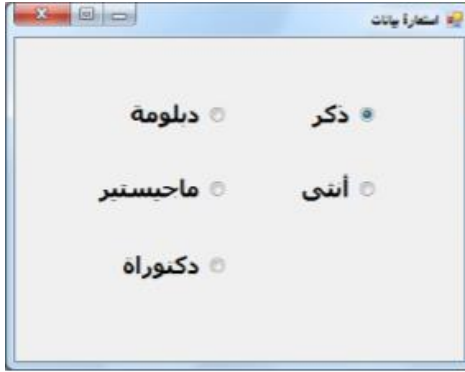 استمارة بيانات
ذكر
دبلومة
أنثى
ماجيستير
دكتوراة